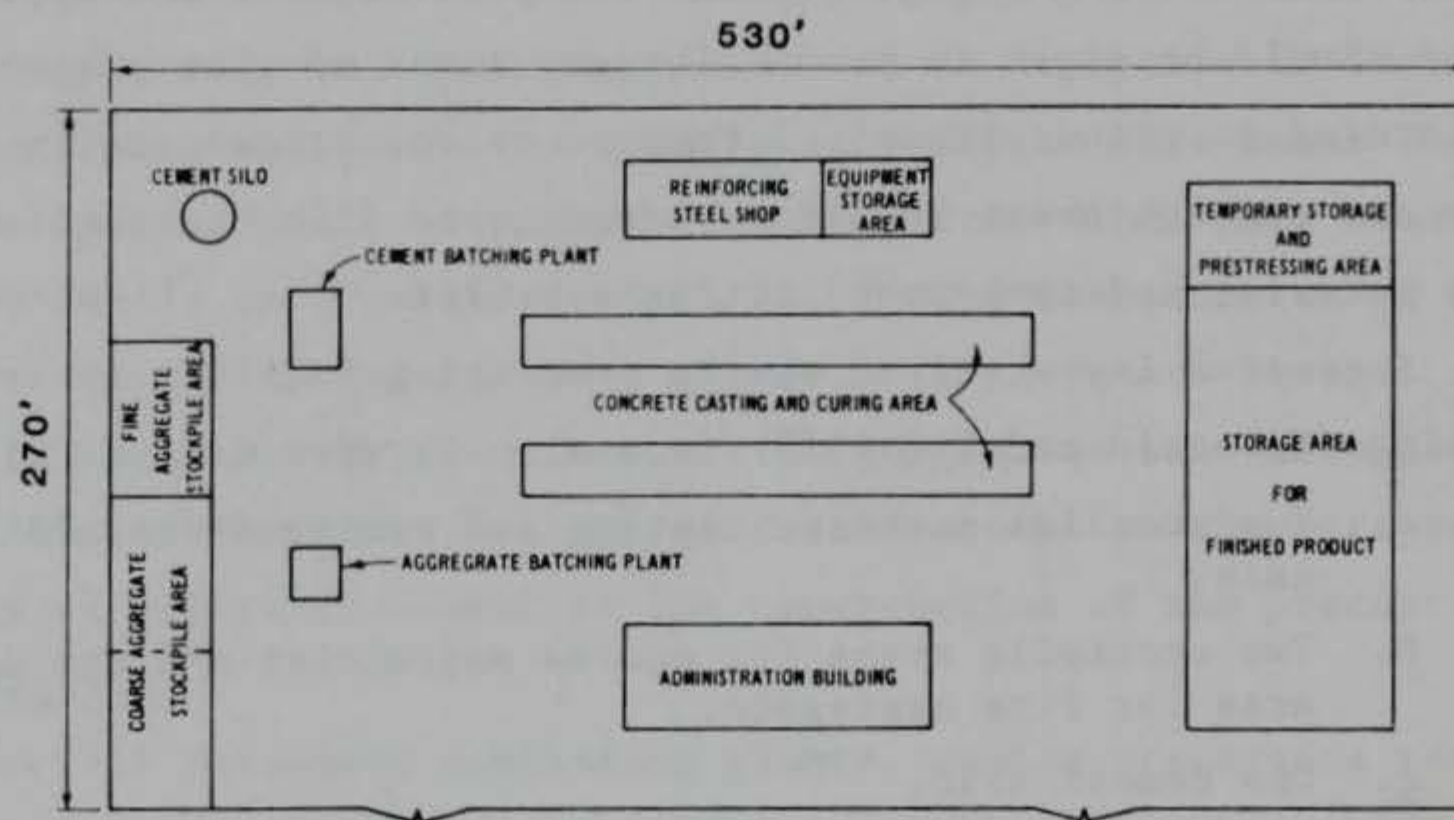 530'
270'
CEMENT SILO
REINFORCING
STEEL SHOP
EQUIPMENT
STORAGE
AREA
TEMPORARY STORAGE
AND
PRESTRESSING AREA
CEMENT BATCHING PLANT
FINE
AGGREGATE
STOCKPILE AREA
CONCRETE CASTING AND CURING AREA
STORAGE AREA
FOR
FINISHED PRODUCT
AGGREGRATE BATCHING PLANT
COARSE AGGREGATE
STOCKPILE AREA
ADMINISTRATION BUILDING